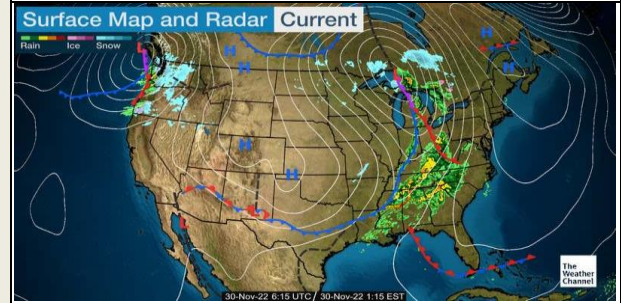 Surface Map and Radar Current
Rain Ice Snow
L
H
H
H
H
H
H
L
L
The
Weather
Channel
30-Nov-22 6:15 UTC / 30-Nov-22 1:15 EST